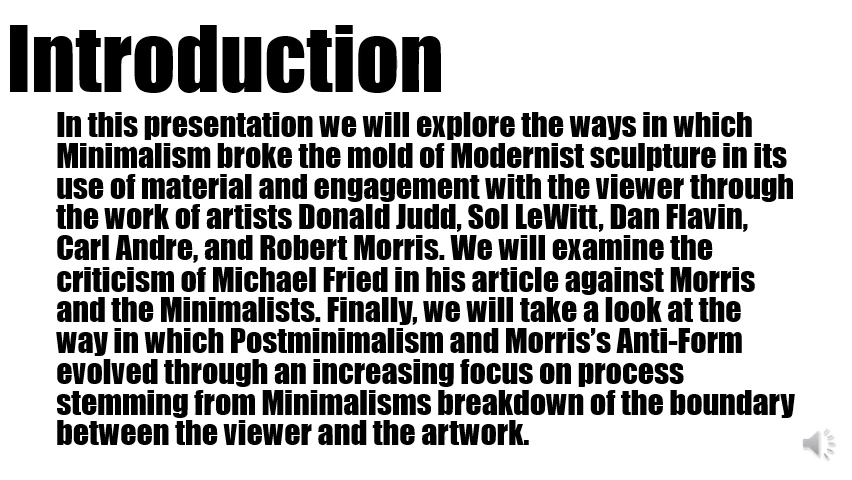 Introduction
In this presentation we will explore the ways in which
Minimalism broke the mold of Modernist sculpture in its
use of material and engagement with the viewer through
the work of artists Donald Judd, Sol LeWitt, Dan Flavin,
Carl Andre, and Robert Morris. We will examine the
criticism of Michael Fried in his article against Morris
and the Minimalists. Finally, we will take a look at the
way in which Postminimalism and Morris’s Anti-Form
evolved through an increasing focus on process
stemming from Minimalisms breakdown of the boundary
between the viewer and the artwork.